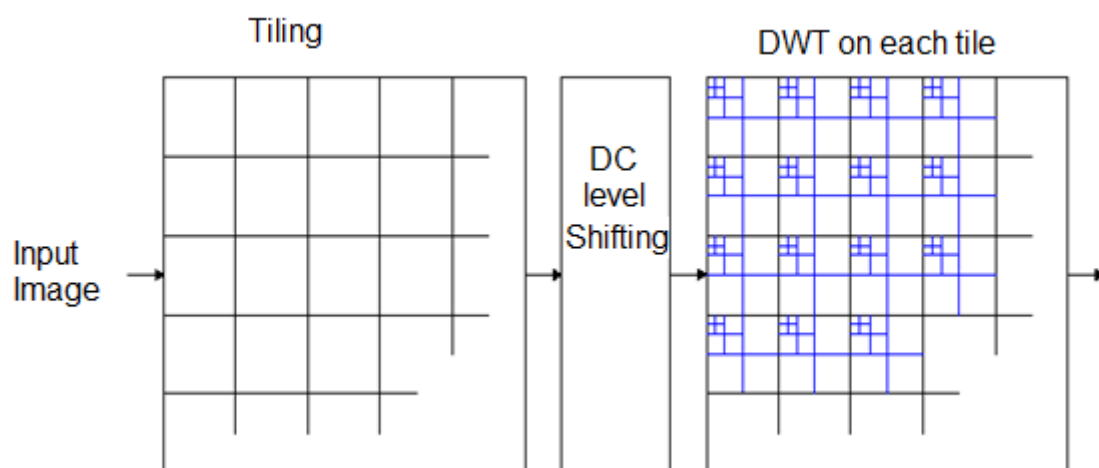 Tiling
DWT on each tile
DC
level
Shifting
Input
Image